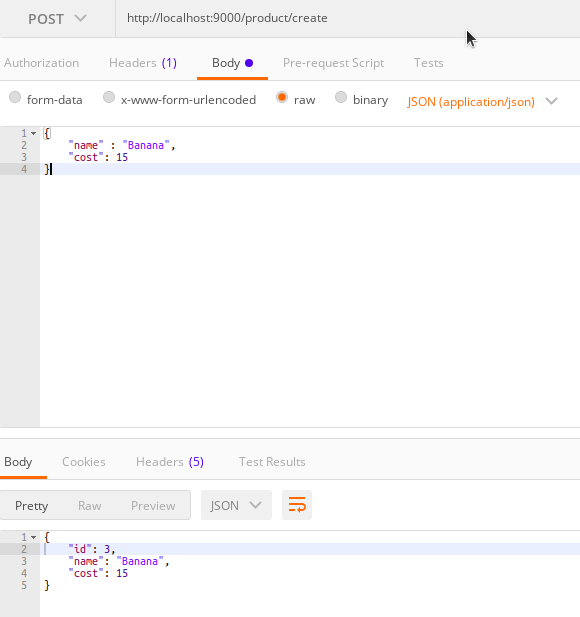 POST http://localhost:9000/product/create
Authorization Headers (1) Body Pre-request Script Tests
form-data x-www-form-urlencoded raw binary JSON (application/json)
1 {
2 "name" : "Banana",
3 "cost": 15
4 }
Body Cookies Headers (5) Test Results
Pretty Raw Preview JSON
1 {
2 "id": 3,
3 "name": "Banana",
4 "cost": 15
5 }